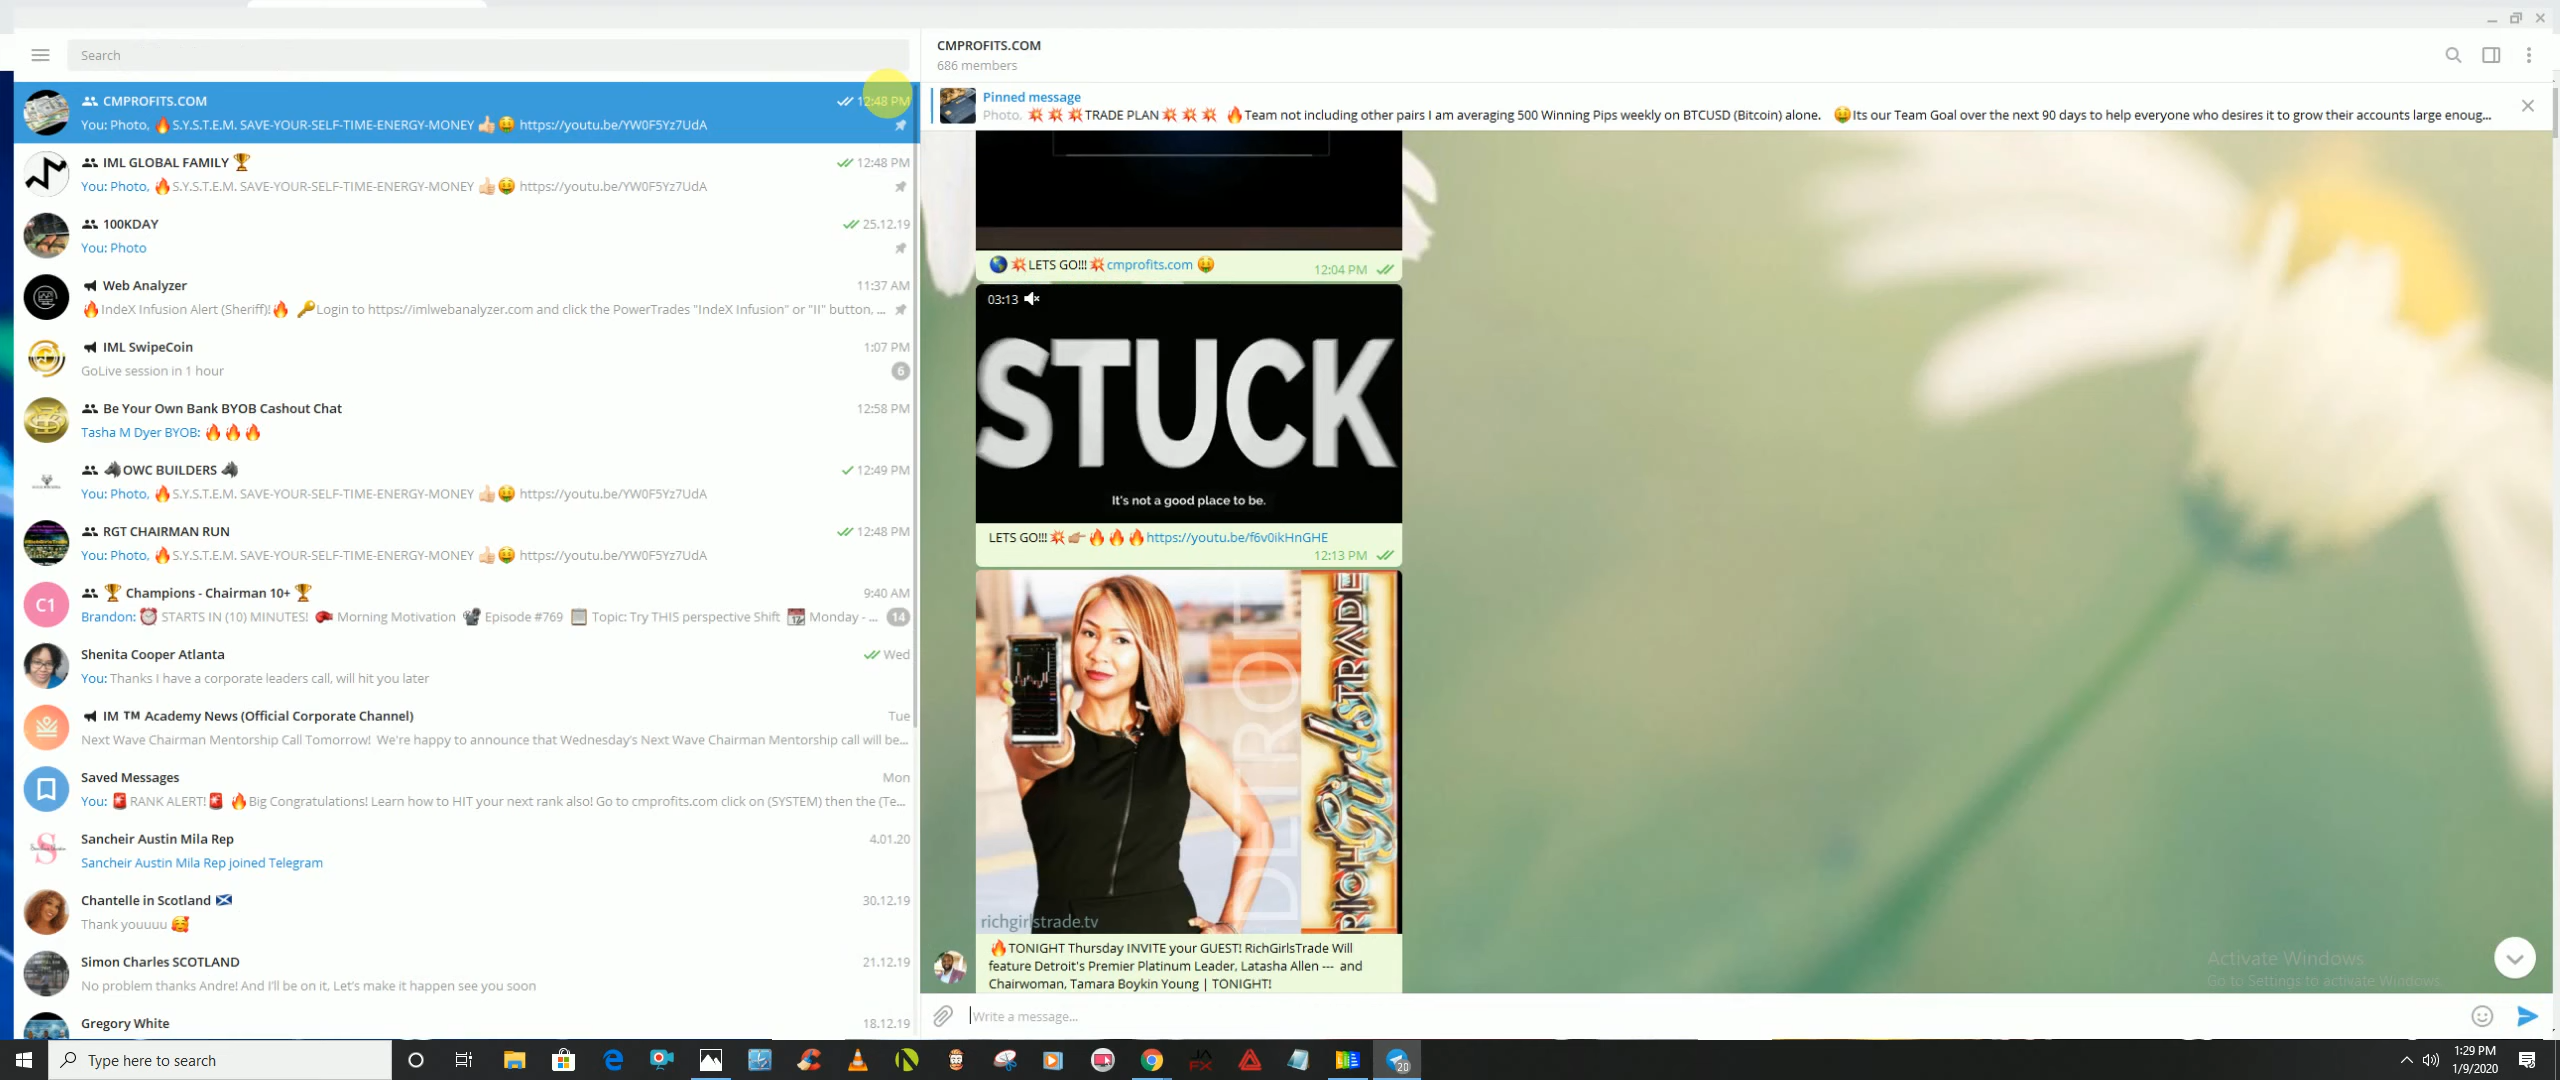 Search
CMPROFITS.COM
12:48 PM
You: Photo, 🔥S.Y.S.T.E.M. SAVE-YOUR-SELF-TIME-ENERGY-MONEY 👍🤑 https://youtu.be/YW0F5Yz7UdA
IML GLOBAL FAMILY 🏆
12:48 PM
You: Photo, 🔥S.Y.S.T.E.M. SAVE-YOUR-SELF-TIME-ENERGY-MONEY 👍🤑 https://youtu.be/YW0F5Yz7UdA
100KDAY
25.12.19
You: Photo
Web Analyzer
11:37 AM
🔥IndeX Infusion Alert (Sheriff)!🔥 🔑Login to https://imlwebanalyzer.com and click the PowerTrades "IndeX Infusion" or "II" button, ...
IML SwipeCoin
1:07 PM
GoLive session in 1 hour
6
Be Your Own Bank BYOB Cashout Chat
12:58 PM
Tasha M Dyer BYOB: 🔥🔥🔥
OWC BUILDERS
12:49 PM
You: Photo, 🔥S.Y.S.T.E.M. SAVE-YOUR-SELF-TIME-ENERGY-MONEY 👍🤑 https://youtu.be/YW0F5Yz7UdA
RGT CHAIRMAN RUN
12:48 PM
You: Photo, 🔥S.Y.S.T.E.M. SAVE-YOUR-SELF-TIME-ENERGY-MONEY 👍🤑 https://youtu.be/YW0F5Yz7UdA
C1
🏆 Champions - Chairman 10+ 🏆
9:40 AM
Brandon: ⏰ STARTS IN (10) MINUTES! 🥊 Morning Motivation 📽 Episode #769 📋 Topic: Try THIS perspective Shift 📆 Monday - ...
14
Shenita Cooper Atlanta
Wed
You: Thanks I have a corporate leaders call, will hit you later
IM ™ Academy News (Official Corporate Channel)
Tue
Next Wave Chairman Mentorship Call Tomorrow! We're happy to announce that Wednesday's Next Wave Chairman Mentorship call will be...
Saved Messages
Mon
You: 🚨RANK ALERT!🚨 🔥Big Congratulations! Learn how to HIT your next rank also! Go to cmprofits.com click on (SYSTEM) then the (Te...
Sancheir Austin Mila Rep
4.01.20
Sancheir Austin Mila Rep joined Telegram
Chantelle in Scotland 🏴󠁧󠁢󠁳󠁣󠁴󠁿
30.12.19
Thank youuuu 🥰
Simon Charles SCOTLAND
21.12.19
No problem thanks Andre! And I'll be on it, Let's make it happen see you soon
Gregory White
18.12.19
CMPROFITS.COM
686 members
Pinned message
Photo, 💥💥💥TRADE PLAN💥💥💥 🔥Team not including other pairs I am averaging 500 Winning Pips weekly on BTCUSD (Bitcoin) alone. 🤑Its our Team Goal over the next 90 days to help everyone who desires it to grow their accounts large enoug...
🌎💥LETS GO!!!💥cmprofits.com 🤑
12:04 PM
03:13
STUCK
It's not a good place to be.
LETS GO!!!💥👉🔥🔥🔥https://youtu.be/f6v0ikHnGHE
12:13 PM
DETROIT
RICH Girls TRADE
richgirlstrade.tv
🔥TONIGHT Thursday INVITE your GUEST! RichGirlsTrade Will
feature Detroit's Premier Platinum Leader, Latasha Allen --- and
Chairwoman, Tamara Boykin Young | TONIGHT!
Activate Windows
Go to Settings to activate Windows.
Write a message...
Type here to search
JA
FX
20
1:29 PM
1/9/2020